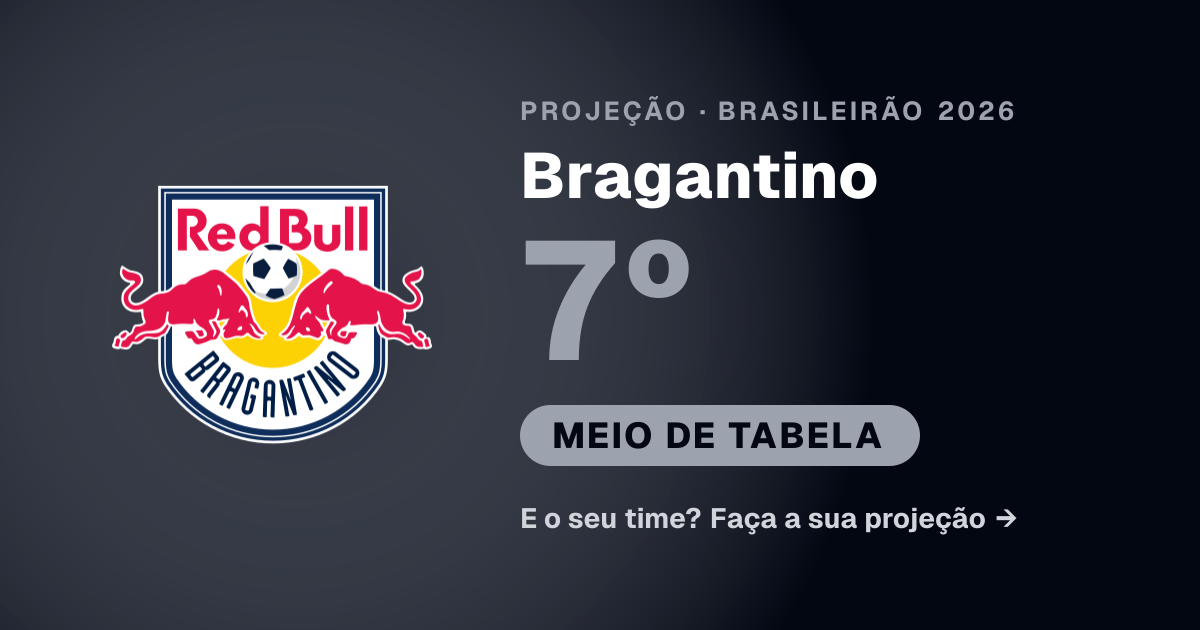 Red Bull
BRAGANTINO
PROJEÇÃO · BRASILEIRÃO 2026
Bragantino
7º
MEIO DE TABELA
E o seu time? Faça a sua projeção →